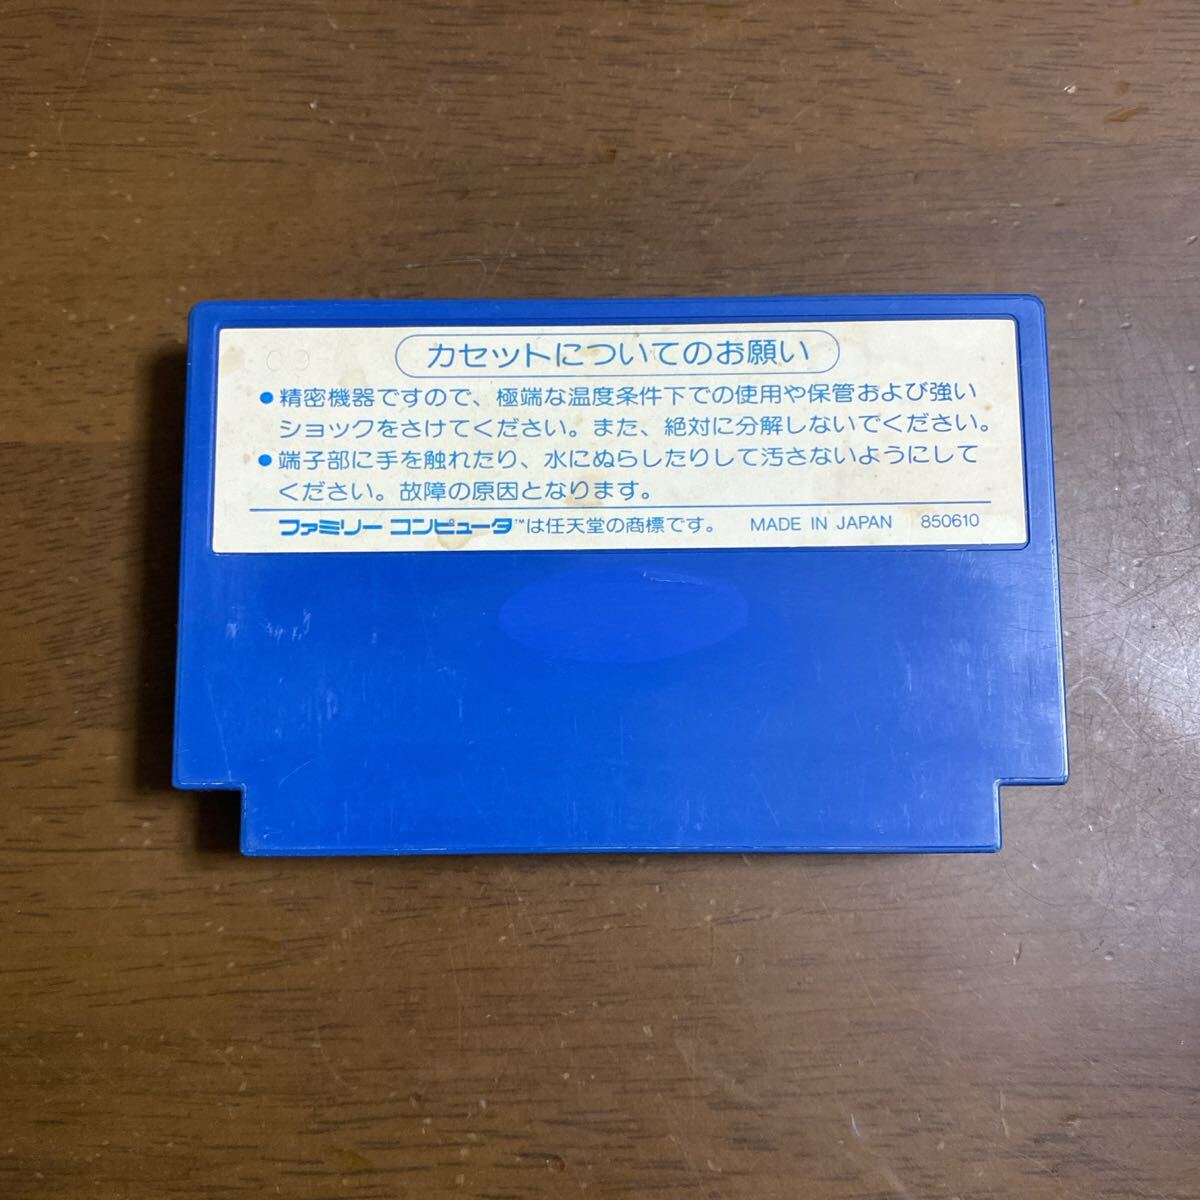 カセットについてのお願い
●精密機器ですので、極端な温度条件下での使用や保管および強い
ショックをさけてください。また、絶対に分解しないでください。
●端子部に手を触れたり、水にぬらしたりして汚さないようにして
ください。故障の原因となります。
ファミリー コンピュータ™は任天堂の商標です。 MADE IN JAPAN 850610